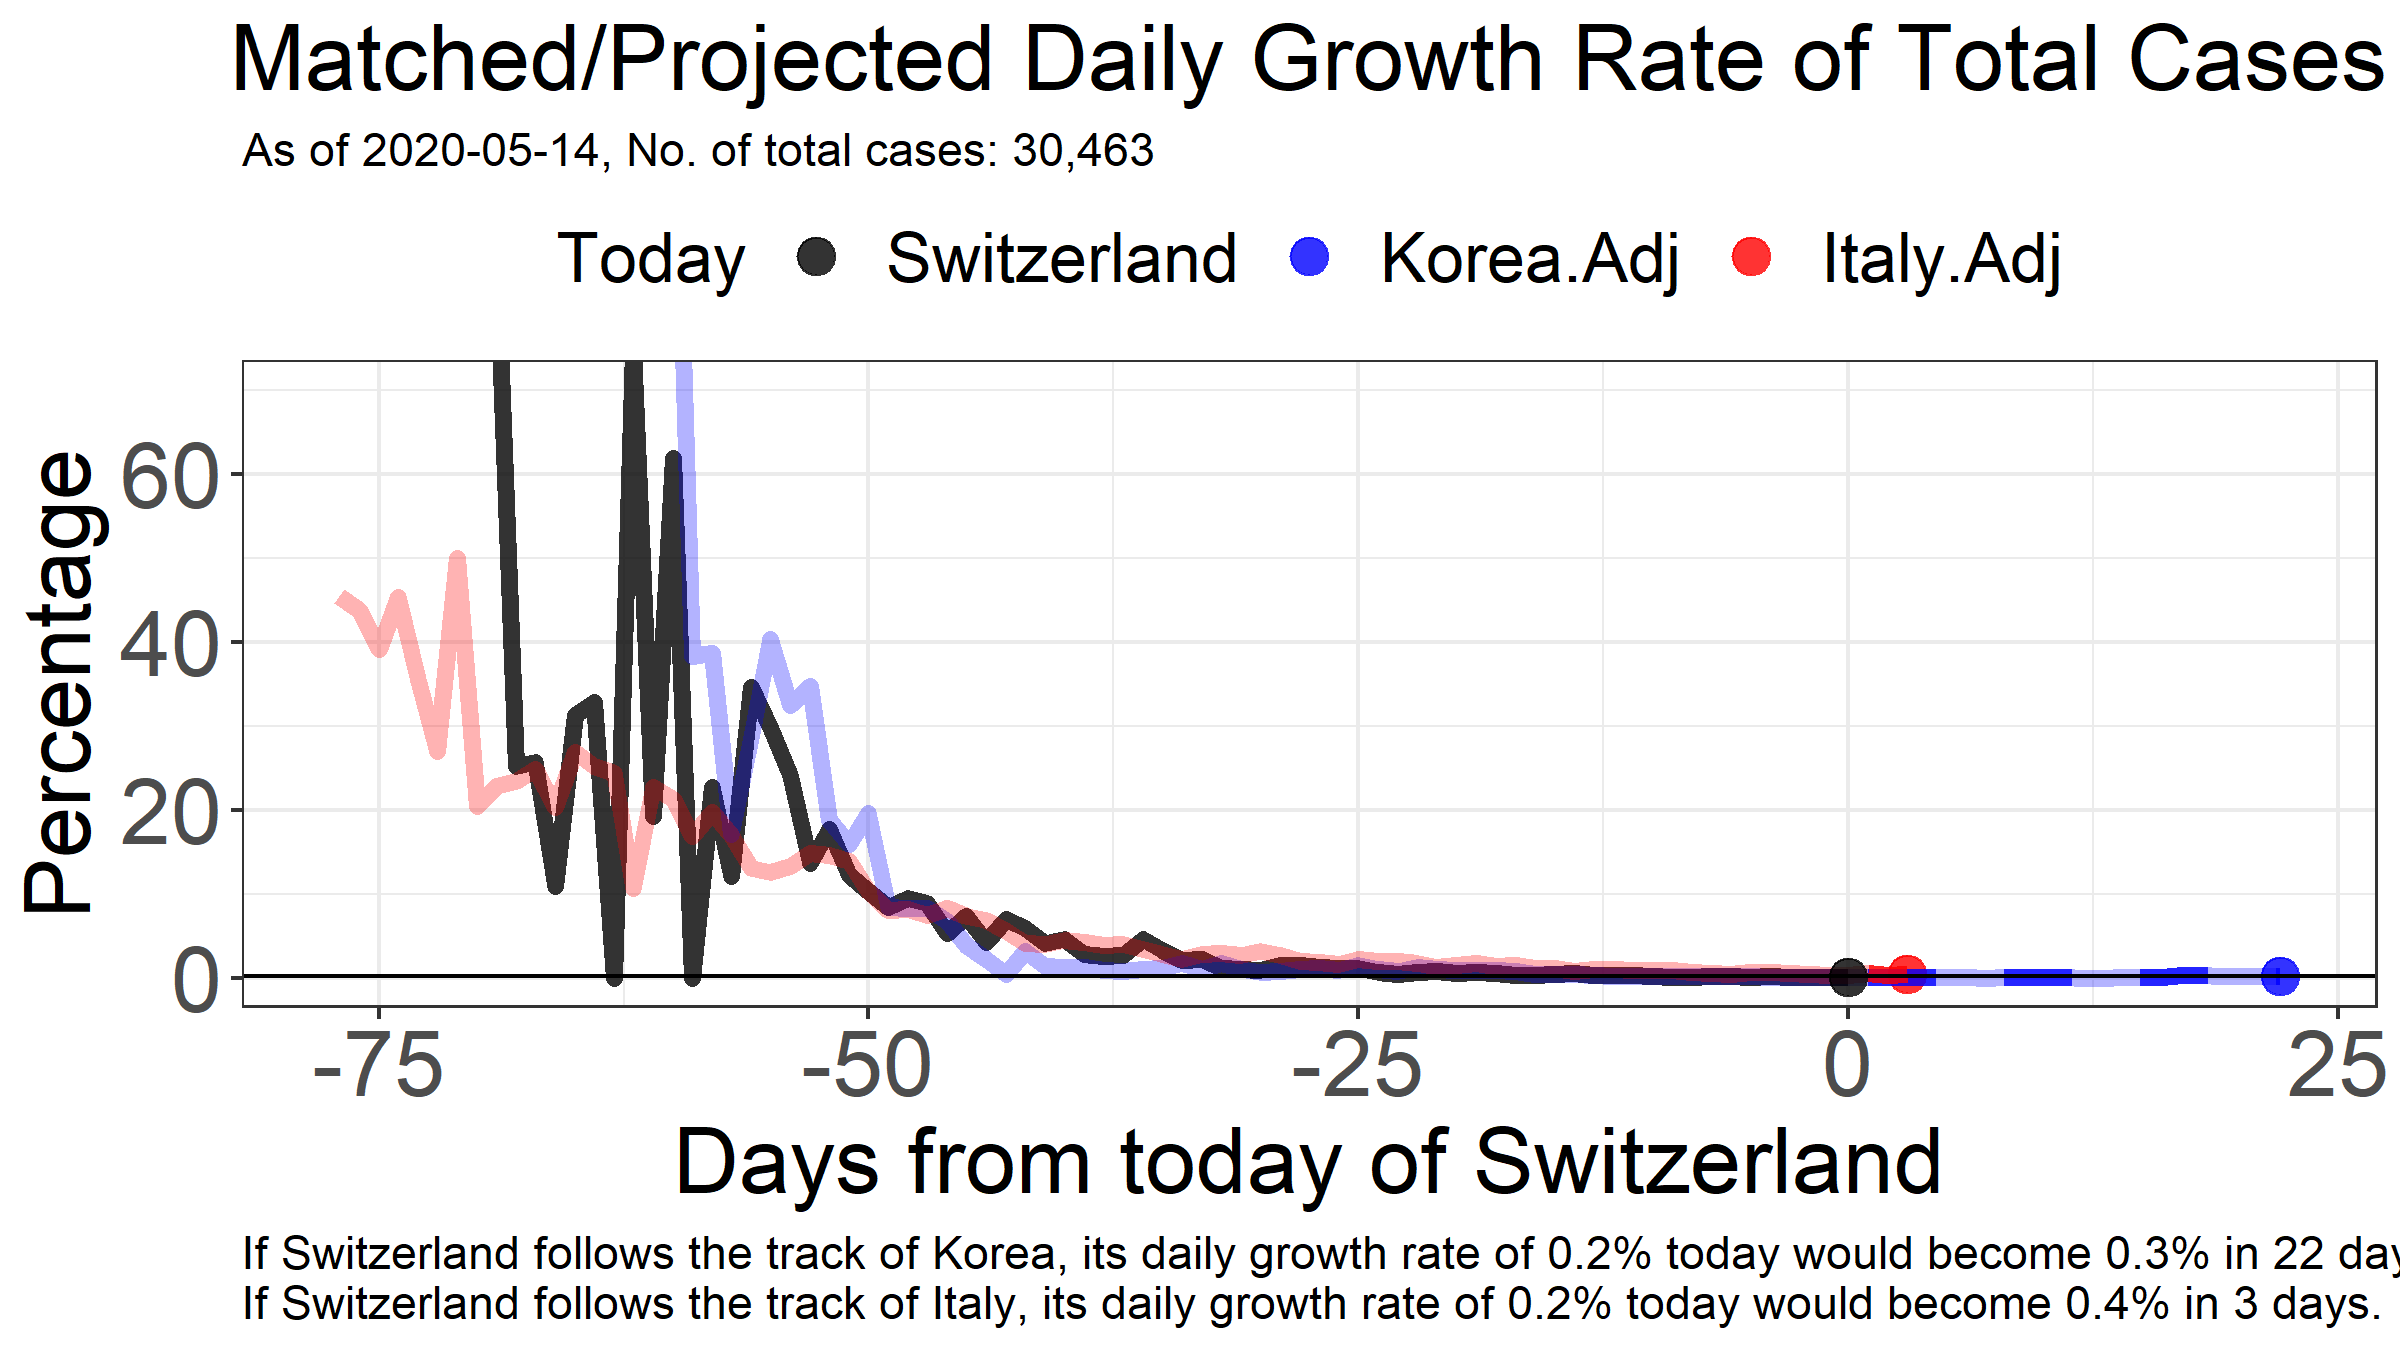 Matched/Projected Daily Growth Rate of Total Cases
As of 2020-05-14, No. of total cases: 30,463
Today Switzerland Korea.Adj Italy.Adj
Percentage
60
40
20
0
-75 -50 -25 0 25
Days from today of Switzerland
If Switzerland follows the track of Korea, its daily growth rate of 0.2% today would become 0.3% in 22 day
If Switzerland follows the track of Italy, its daily growth rate of 0.2% today would become 0.4% in 3 days.